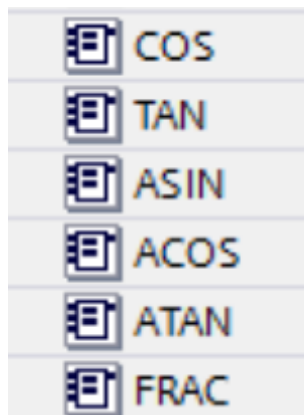 COS
TAN
ASIN
ACOS
ATAN
FRAC